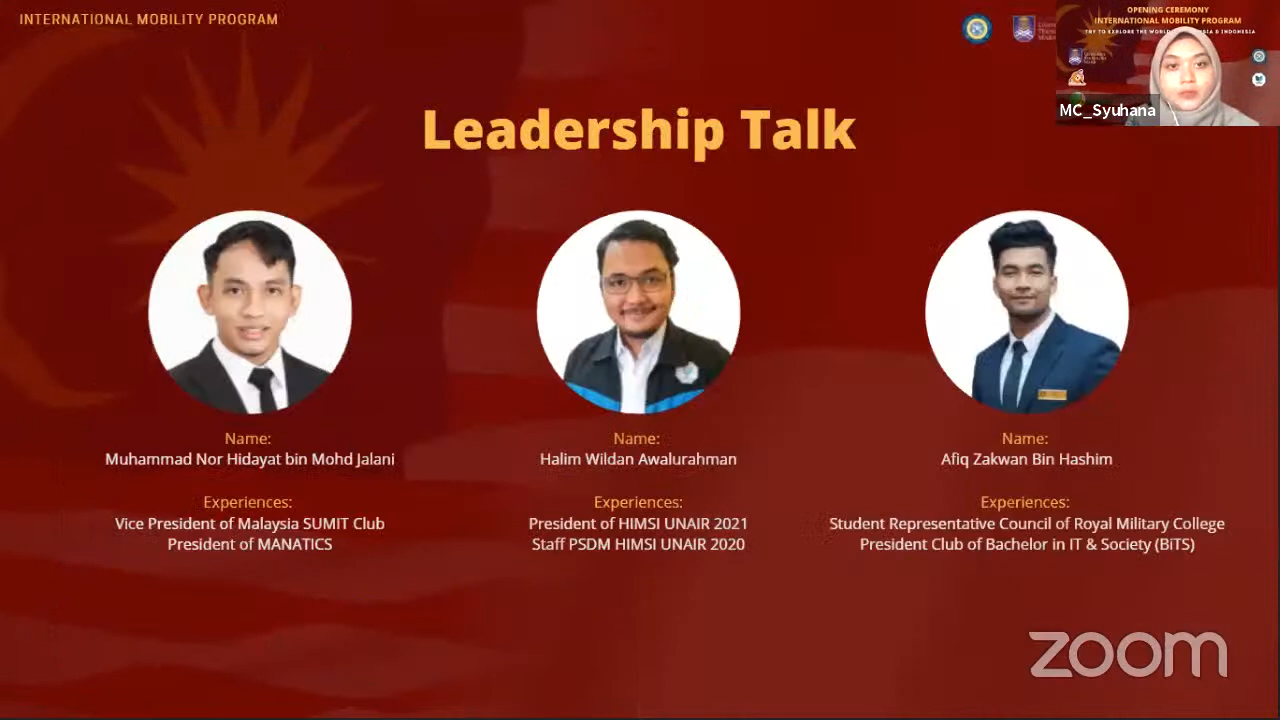 INTERNATIONAL MOBILITY PROGRAM
OPENING CEREMONY
INTERNATIONAL MOBILITY PROGRAM
MC_Syuhana
Leadership Talk
Name:
Muhammad Nor Hidayat bin Mohd Jalani
Experiences:
Vice President of Malaysia SUMIT Club
President of MANATICS
Name:
Halim Wildan Awalurahman
Experiences:
President of HIMSI UNAIR 2021
Staff PSDM HIMSI UNAIR 2020
Name:
Afiq Zakwan Bin Hashim
Experiences:
Student Representative Council of Royal Military College
President Club of Bachelor in IT & Society (BiTS)
zoom